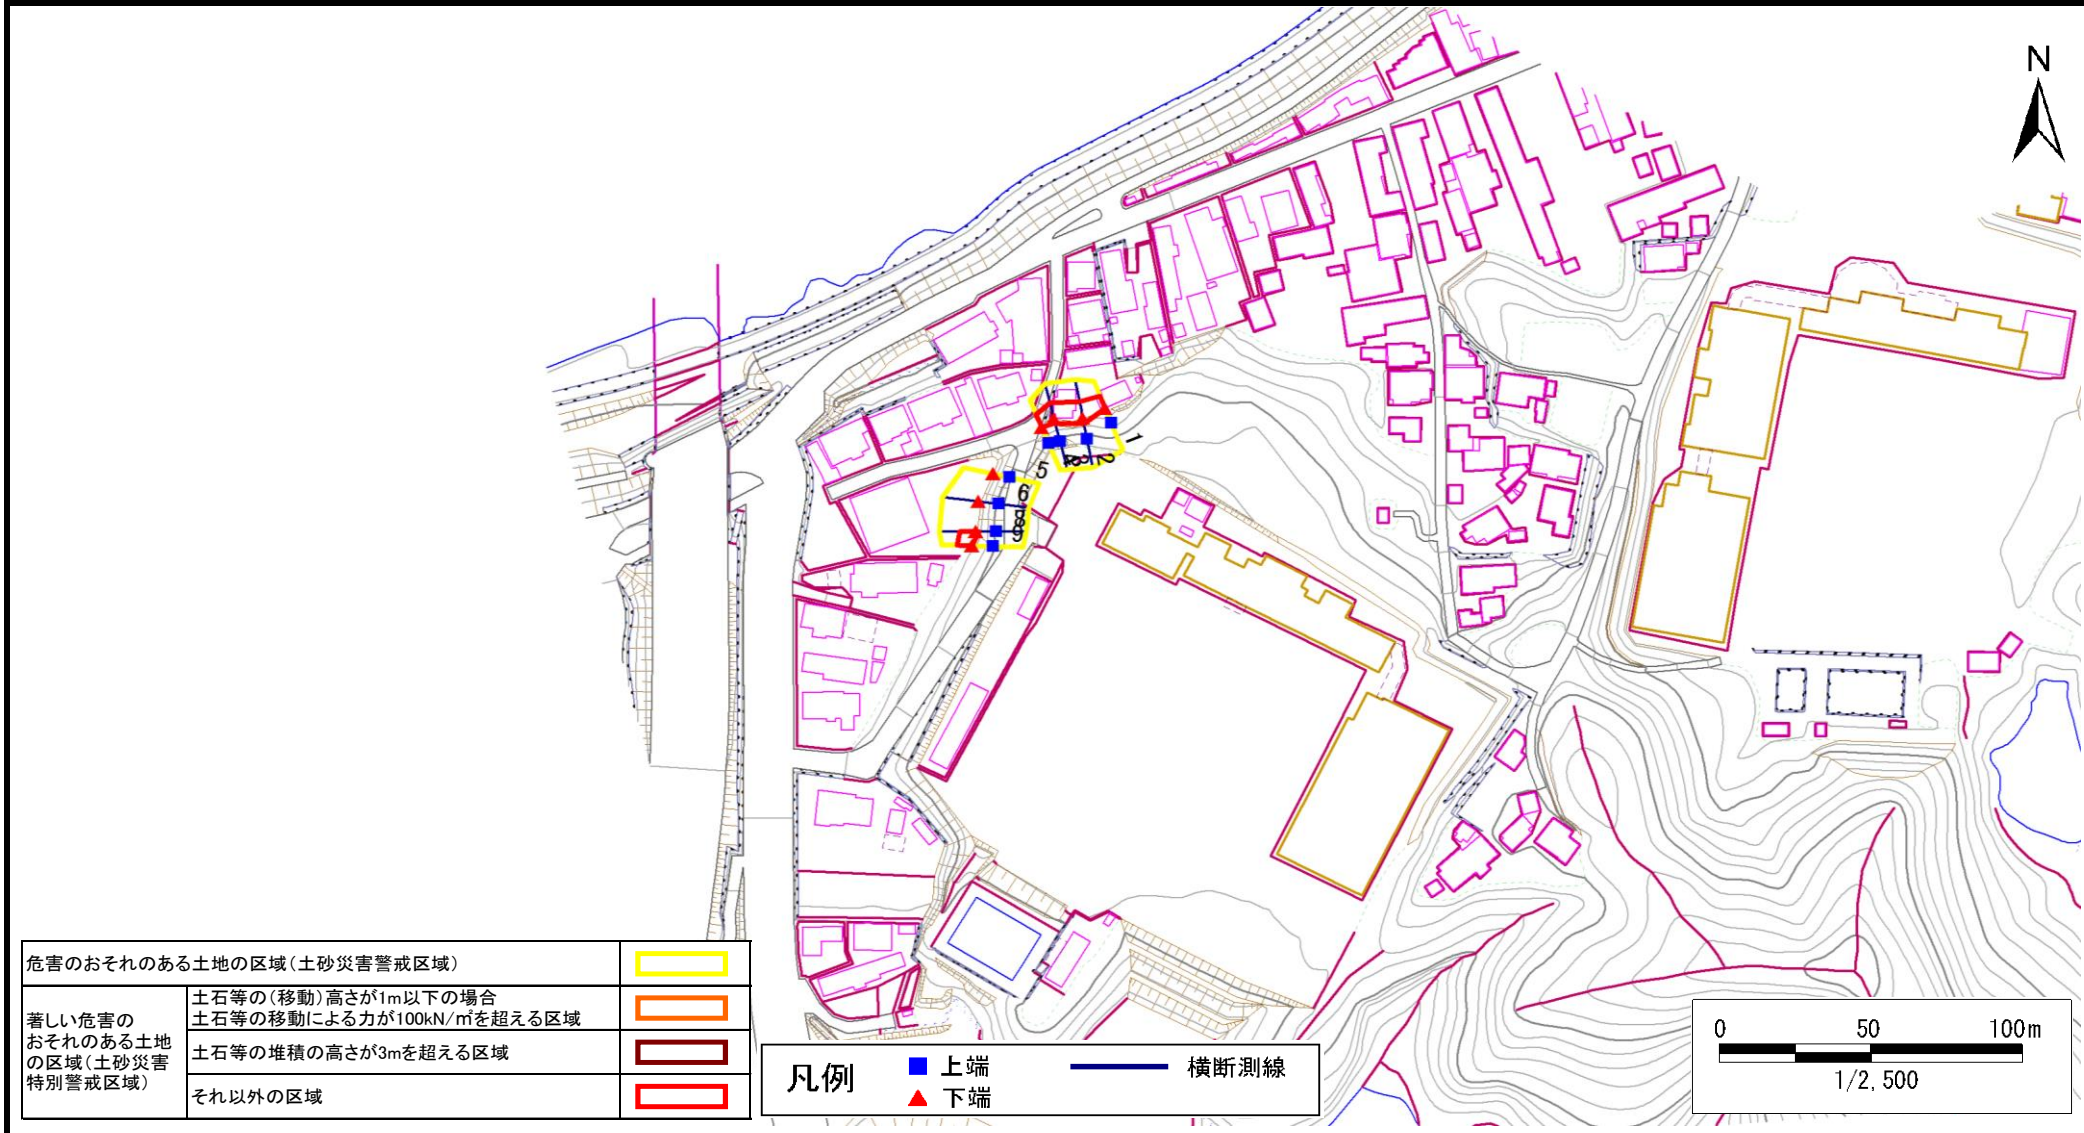 N
1
2
5
6
9
危害のおそれのある土地の区域(土砂災害警戒区域)
著しい危害の
おそれのある土地
の区域(土砂災害
特別警戒区域)
土石等の(移動)高さが1m以下の場合
土石等の移動による力が100kN/㎡を超える区域
土石等の堆積の高さが3mを超える区域
それ以外の区域
凡例
上端
下端
横断測線
0 50 100m
1/2,500